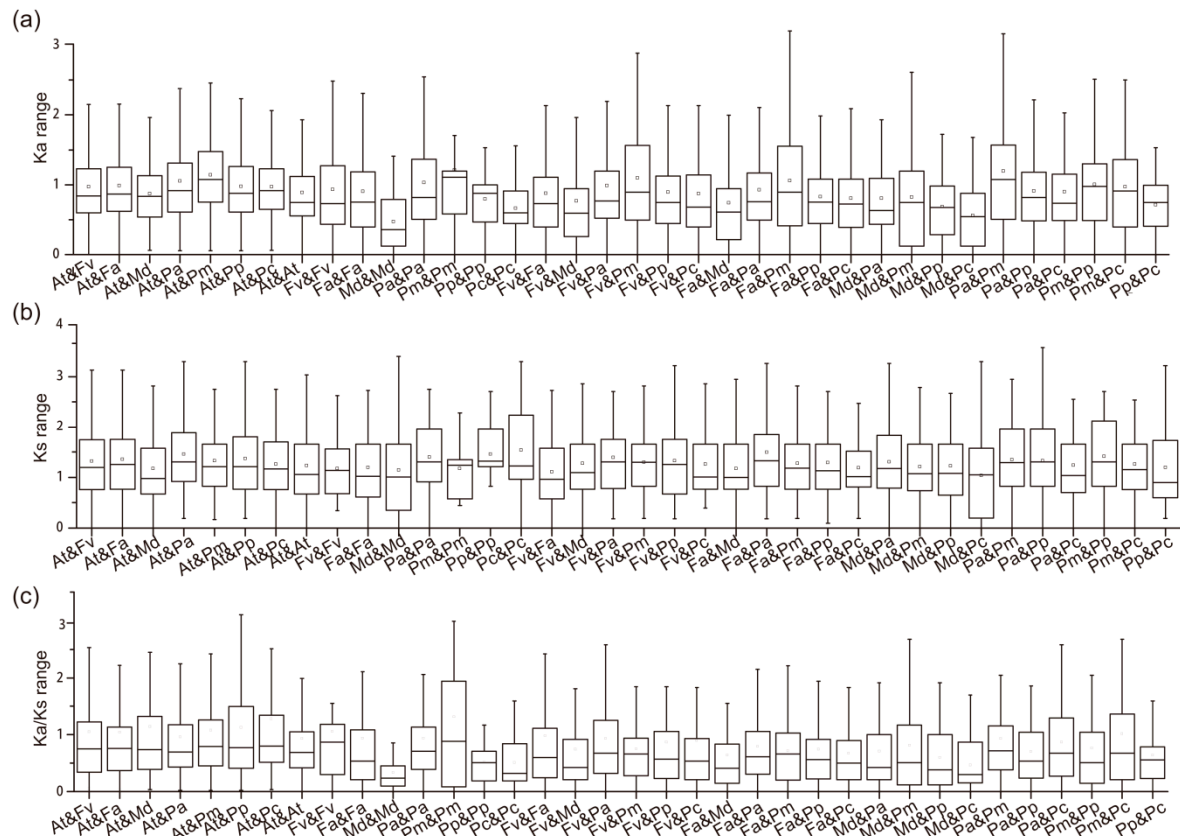 (a)
Ka range
3
2
1
0
At&Fv At&Fa At&Md At&Pa At&Pm At&Pp At&Pc At&At Fv&Fv Fa&Fa Md&Md Pa&Pa Pm&Pm Pp&Pp Pc&Pc Fv&Fa Fv&Md Fv&Pa Fv&Pm Fv&Pp Fv&Pc Fa&Md Fa&Pa Fa&Pm Fa&Pp Fa&Pc Md&Pa Md&Pm Md&Pp Md&Pc Pa&Pm Pa&Pp Pa&Pc Pm&Pp Pm&Pc Pp&Pc
(b)
Ks range
4
3
2
1
0
At&Fv At&Fa At&Md At&Pa At&Pm At&Pp At&Pc At&At Fv&Fv Fa&Fa Md&Md Pa&Pa Pm&Pm Pp&Pp Pc&Pc Fv&Fa Fv&Md Fv&Pa Fv&Pm Fv&Pp Fv&Pc Fa&Md Fa&Pa Fa&Pm Fa&Pp Fa&Pc Md&Pa Md&Pm Md&Pp Md&Pc Pa&Pm Pa&Pp Pa&Pc Pm&Pp Pm&Pc Pp&Pc
(c)
Ka/Ks range
3
2
1
0
At&Fv At&Fa At&Md At&Pa At&Pm At&Pp At&Pc At&At Fv&Fv Fa&Fa Md&Md Pa&Pa Pm&Pm Pp&Pp Pc&Pc Fv&Fa Fv&Md Fv&Pa Fv&Pm Fv&Pp Fv&Pc Fa&Md Fa&Pa Fa&Pm Fa&Pp Fa&Pc Md&Pa Md&Pm Md&Pp Md&Pc Pa&Pm Pa&Pp Pa&Pc Pm&Pp Pm&Pc Pp&Pc